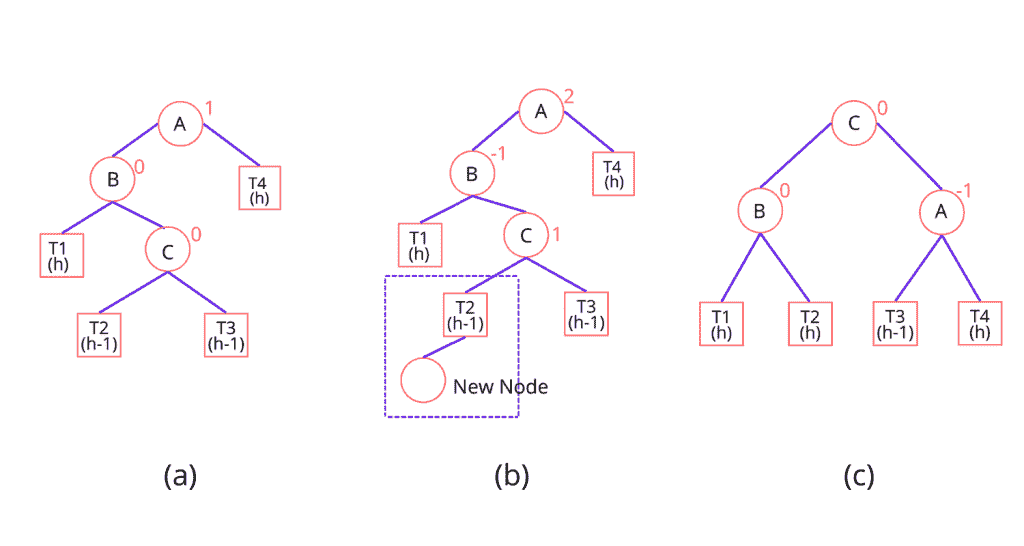 A
1
B
0
T4
(h)
T1
(h)
C
0
T2
(h-1)
T3
(h-1)
(a)
A
2
B
-1
T4
(h)
T1
(h)
C
1
T2
(h-1)
T3
(h-1)
New Node
(b)
C
0
B
0
A
-1
T1
(h)
T2
(h)
T3
(h-1)
T4
(h)
(c)